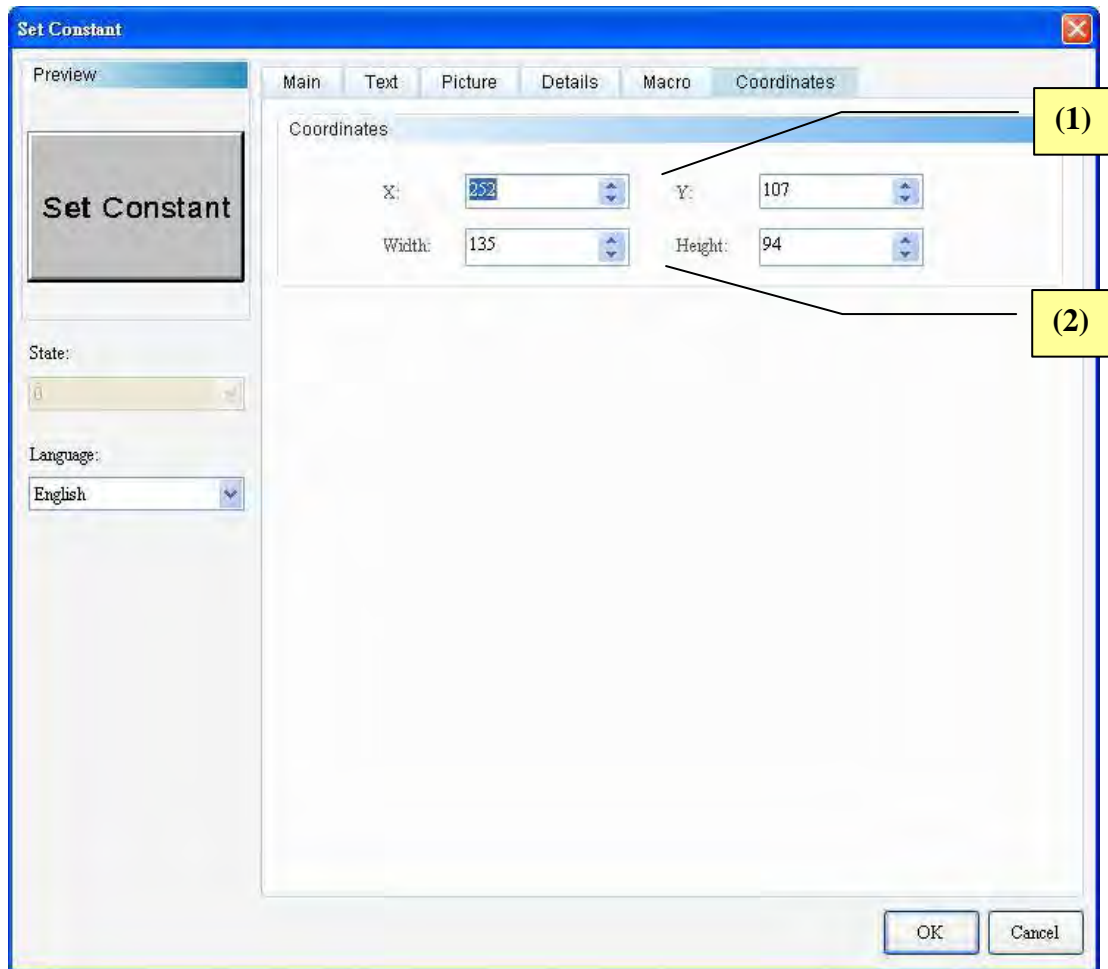 Set Constant
Preview
Main Text Picture Details Macro Coordinates
(1)
Coordinates
Set Constant
X: 252 Y: 107
Width: 135 Height: 94
(2)
State:
0
Language:
English
OK Cancel